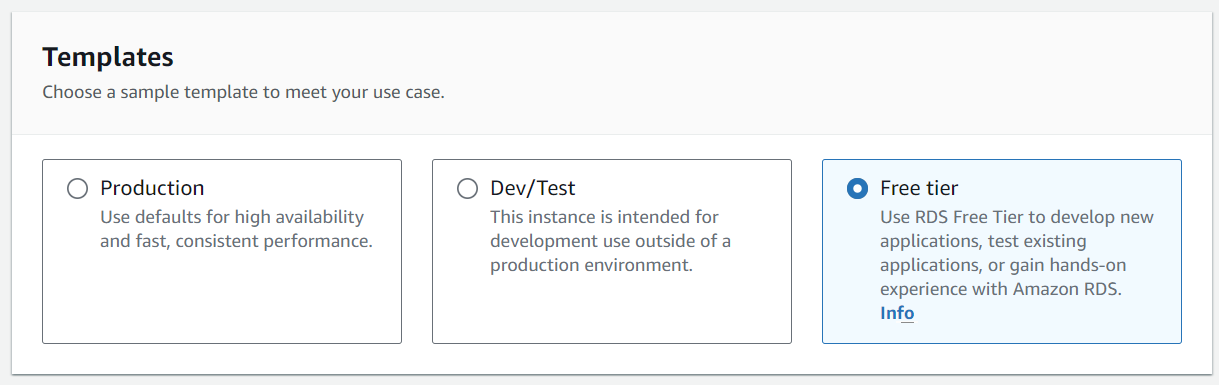 Templates
Choose a sample template to meet your use case.
Production
Use defaults for high availability
and fast, consistent performance.
Dev/Test
This instance is intended for
development use outside of a
production environment.
Free tier
Use RDS Free Tier to develop new
applications, test existing
applications, or gain hands-on
experience with Amazon RDS.
Info